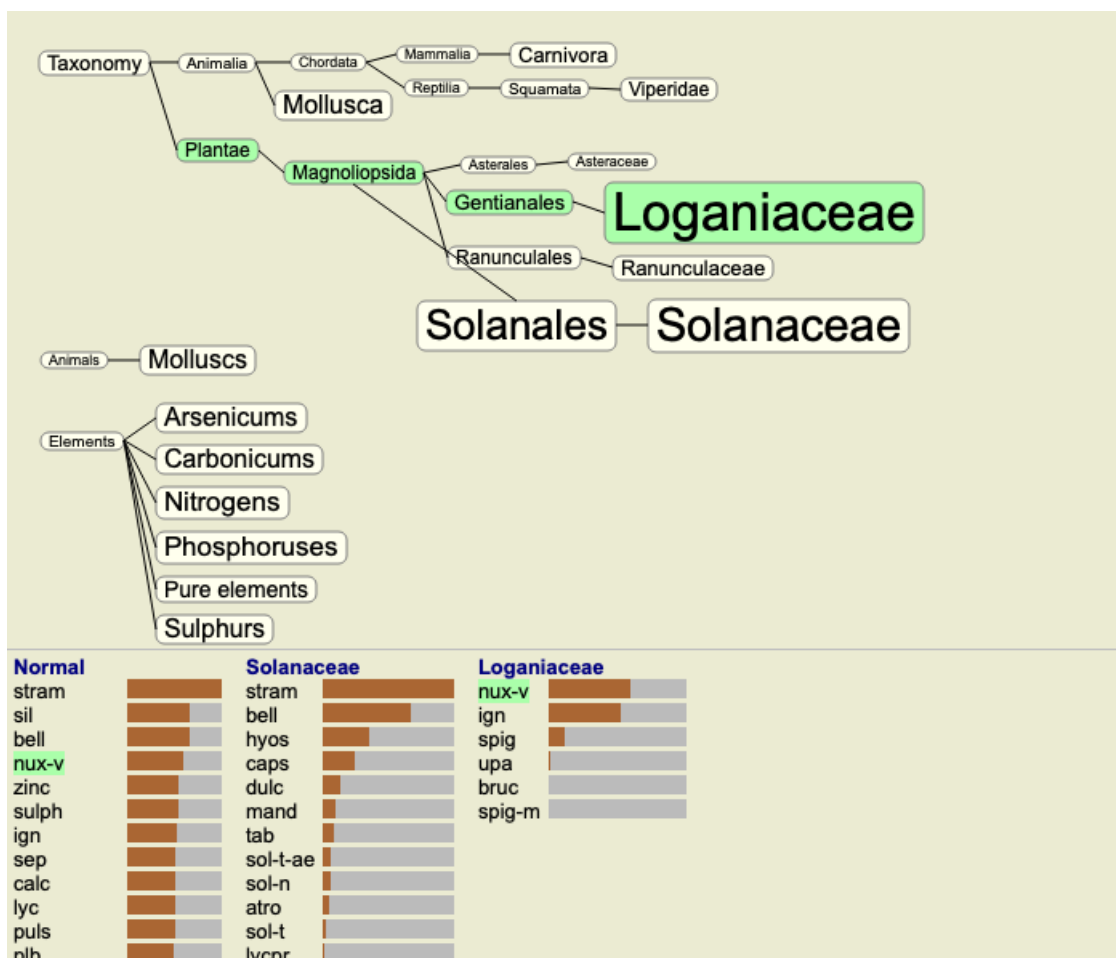 Taxonomy
Animalia
Chordata
Mammalia
Carnivora
Reptilia
Squamata
Viperidae
Mollusca
Plantae
Magnoliopsida
Asterales
Asteraceae
Gentianales
Loganiaceae
Ranunculales
Ranunculaceae
Solanales
Solanaceae
Animals
Molluscs
Elements
Arsenicums
Carbonicums
Nitrogens
Phosphoruses
Pure elements
Sulphurs
Normal
stram
sil
bell
nux-v
zinc
sulph
ign
sep
calc
lyc
puls
plb
Solanaceae
stram
bell
hyos
caps
dulc
mand
tab
sol-t-ae
sol-n
atro
sol-t
lycpr
Loganiaceae
nux-v
ign
spig
upa
bruc
spig-m